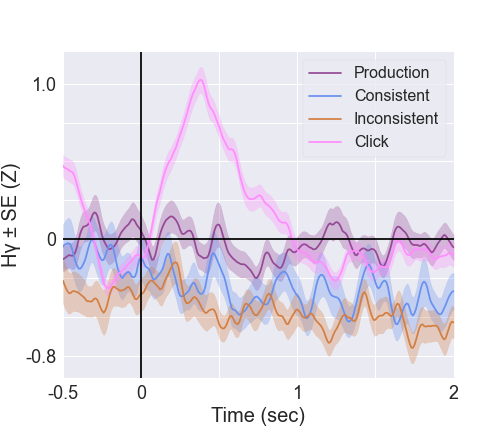 Production
Consistent
Inconsistent
Click
1.0
0
-0.8
Hγ ± SE (Z)
-0.5
0
1
2
Time (sec)